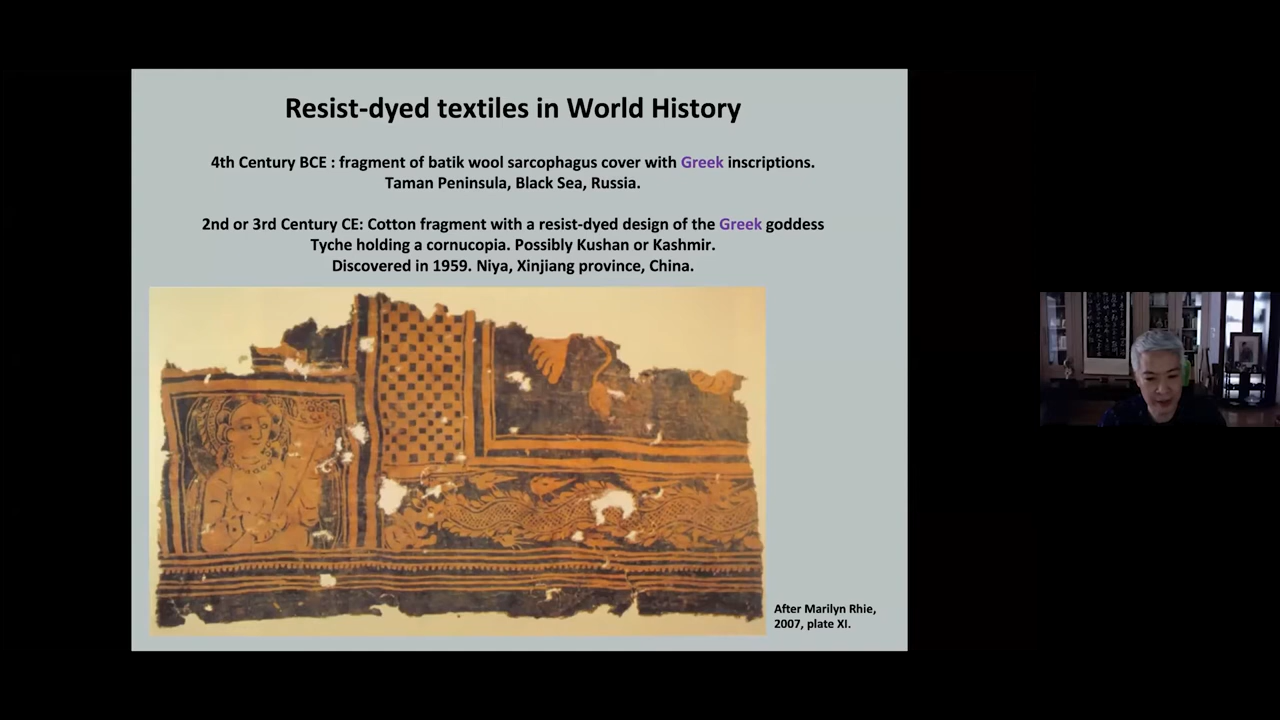 Resist-dyed textiles in World History
4th Century BCE : fragment of batik wool sarcophagus cover with Greek inscriptions.
Taman Peninsula, Black Sea, Russia.
2nd or 3rd Century CE: Cotton fragment with a resist-dyed design of the Greek goddess
Tyche holding a cornucopia. Possibly Kushan or Kashmir.
Discovered in 1959. Niya, Xinjiang province, China.
After Marilyn Rhie,
2007, plate XI.